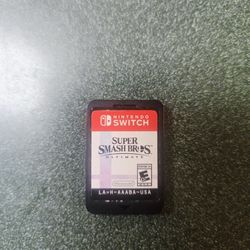 NINTENDO
SWITCH
SUPER
SMASH BROS.
ULTIMATE
E
LA-H-AAABA-USA